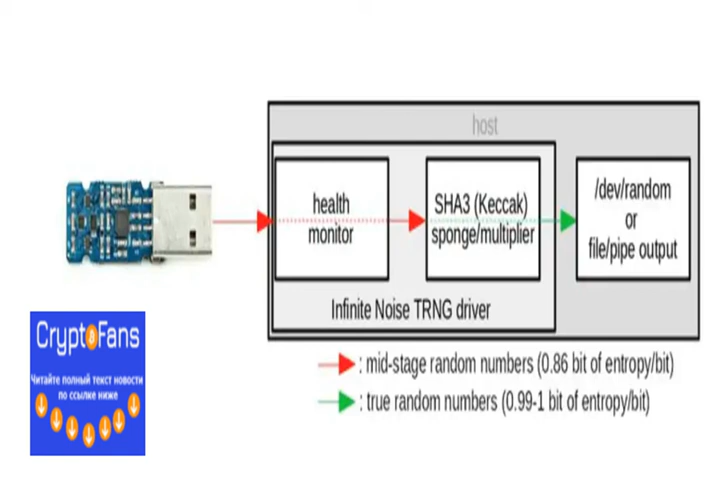 host
health
monitor
SHA3 (Keccak)
sponge/multiplier
/dev/random
or
file/pipe output
Infinite Noise TRNG driver
: mid-stage random numbers (0.86 bit of entropy/bit)
: true random numbers (0.99-1 bit of entropy/bit)
CryptoFans
Читайте полный текст новости
по ссылке ниже